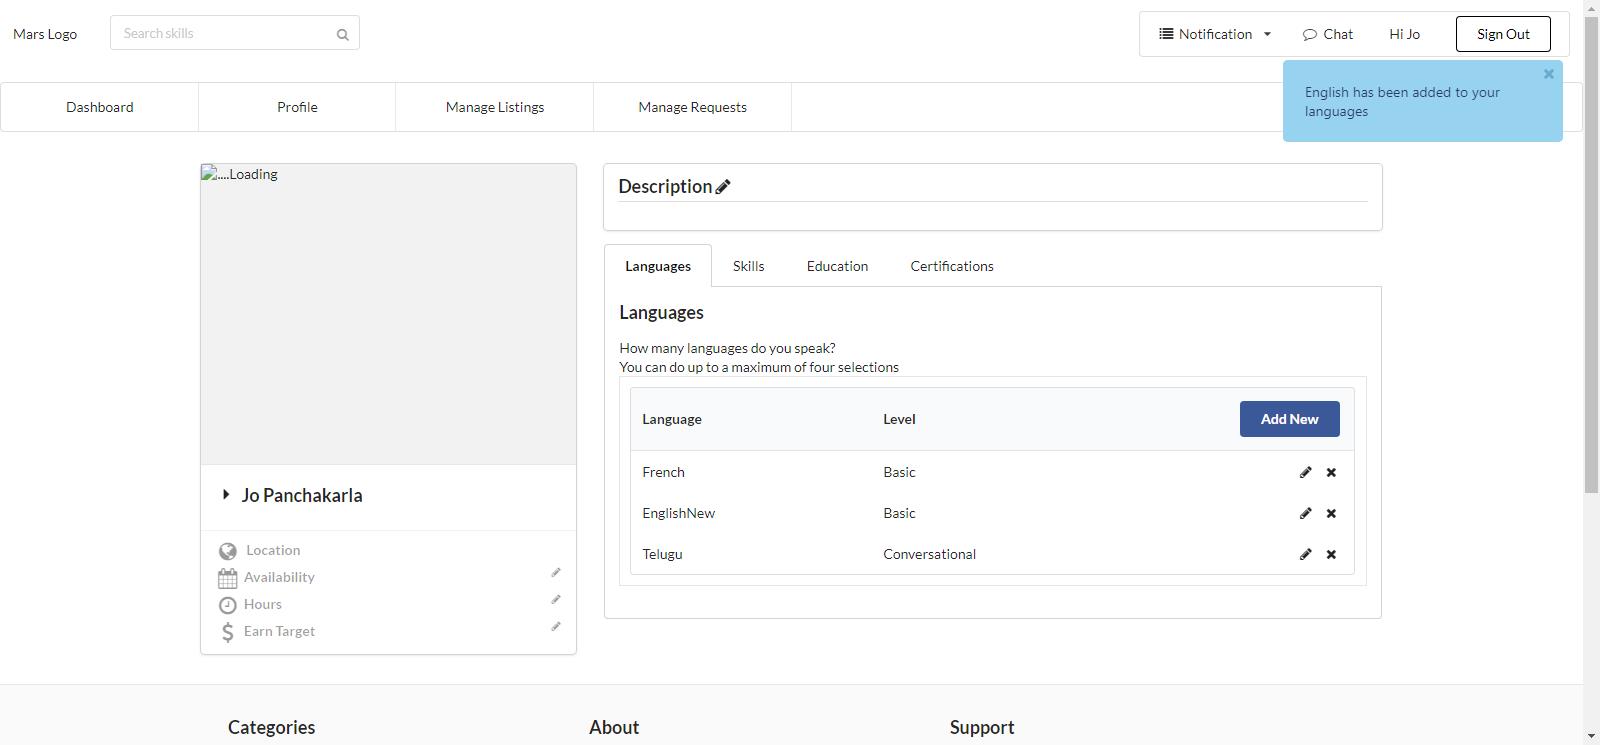 Mars Logo
Search skills
Notification
Chat
Hi Jo
Sign Out
English has been added to your
languages
Dashboard
Profile
Manage Listings
Manage Requests
....Loading
Description
Languages
Skills
Education
Certifications
Languages
How many languages do you speak?
You can do up to a maximum of four selections
Language
Level
Add New
French
Basic
EnglishNew
Basic
Telugu
Conversational
Jo Panchakarla
Location
Availability
Hours
Earn Target
Categories
About
Support